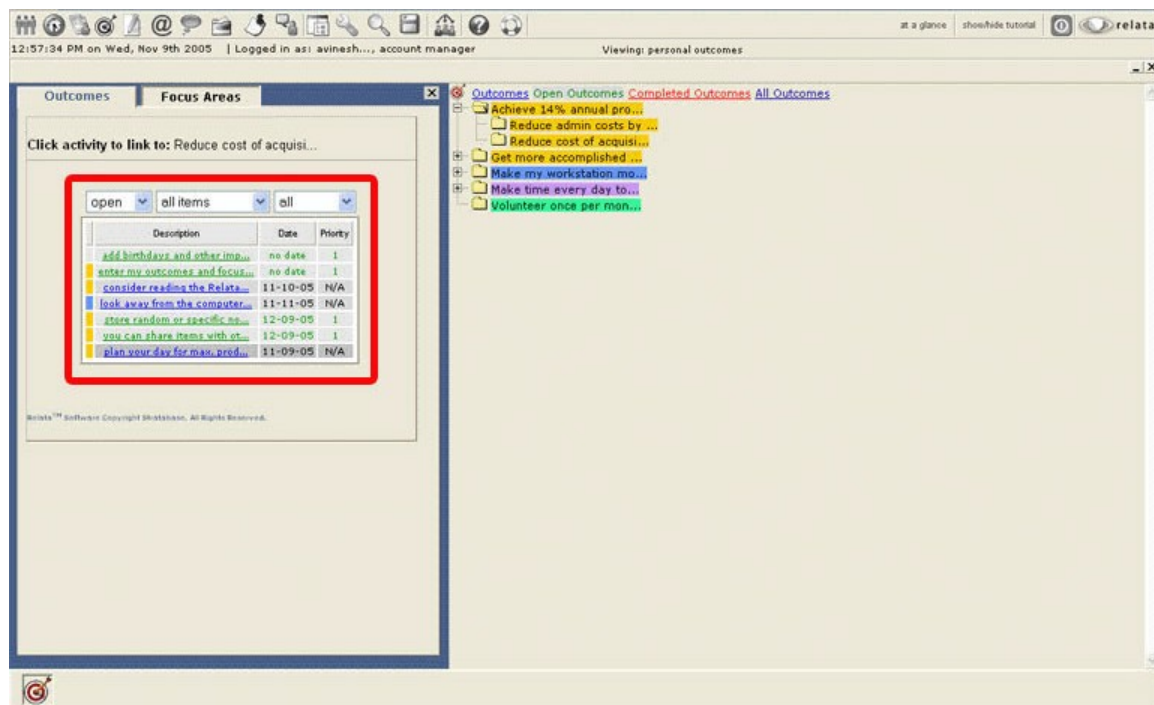 at a glance show/hide tutorial relata
12:57:34 PM on Wed, Nov 9th 2005 | Logged in as: avinesh..., account manager Viewing: personal outcomes
Outcomes Focus Areas
Click activity to link to: Reduce cost of acquisi...
open all items all
Description Date Priority
add birthdays and other imp... no date 1
enter my outcomes and focus... no date 1
consider reading the Relata... 11-10-05 N/A
look away from the computer... 11-11-05 N/A
store random or specific no... 12-09-05 1
you can share items with ot... 12-09-05 1
plan your day for max. prod... 11-09-05 N/A
Relata™ Software Copyright Stratabase. All Rights Reserved.
Outcomes Open Outcomes Completed Outcomes All Outcomes
Achieve 14% annual pro...
Reduce admin costs by ...
Reduce cost of acquisi...
Get more accomplished ...
Make my workstation mo...
Make time every day to...
Volunteer once per mon...